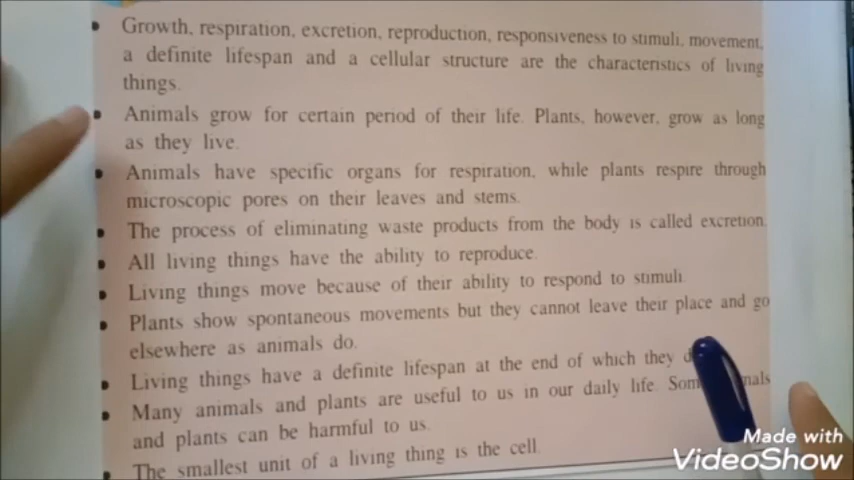 • Growth, respiration, excretion, reproduction, responsiveness to stimuli, movement,
a definite lifespan and a cellular structure are the characteristics of living
things.
• Animals grow for certain period of their life. Plants, however, grow as long
as they live.
• Animals have specific organs for respiration, while plants respire through
microscopic pores on their leaves and stems.
• The process of eliminating waste products from the body is called excretion.
• All living things have the ability to reproduce.
• Living things move because of their ability to respond to stimuli.
• Plants show spontaneous movements but they cannot leave their place and go
elsewhere as animals do.
• Living things have a definite lifespan at the end of which they
• Many animals and plants are useful to us in our daily life.
and plants can be harmful to us.
• The smallest unit of a living thing is the cell.
Made with
VideoShow